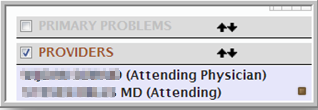 PRIMARY PROBLEMS
PROVIDERS
(Attending Physician)
MD (Attending)